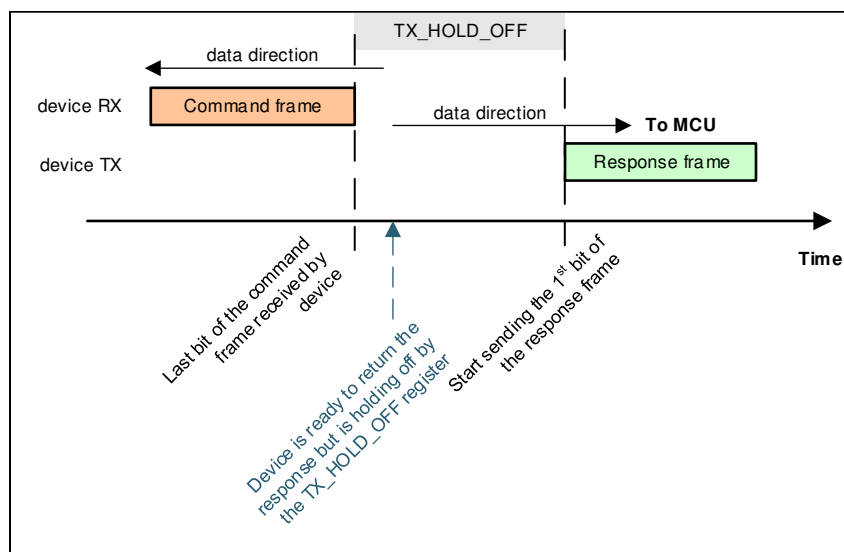 TX_HOLD_OFF
data direction
device RX
Command frame
data direction
To MCU
device TX
Response frame
Time
Last bit of the command
frame received by
device
Device is ready to return the
response but is holding off by
the TX_HOLD_OFF register
Start sending the 1st bit of
the response frame